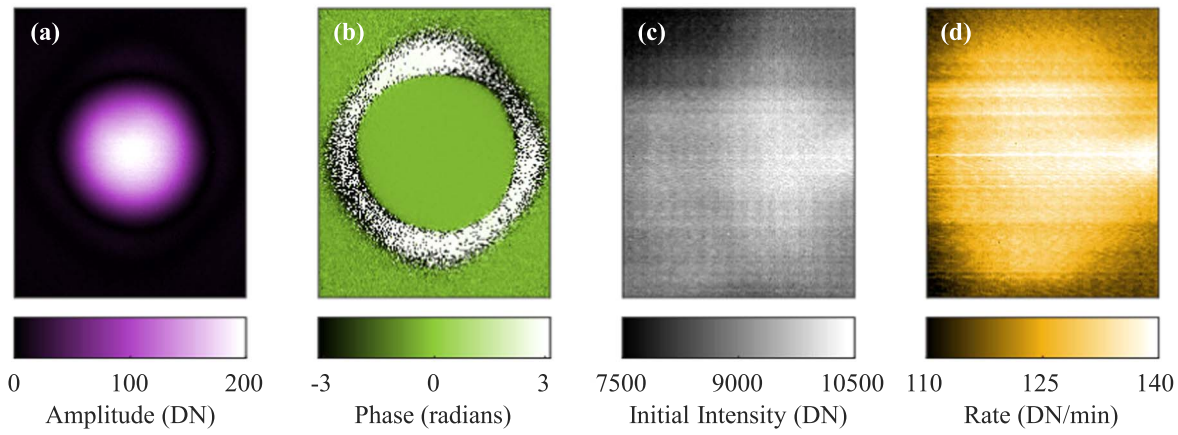 (a) (b) (c) (d)
0 100 200 -3 0 3 7500 9000 10500 110 125 140
Amplitude (DN) Phase (radians) Initial Intensity (DN) Rate (DN/min)